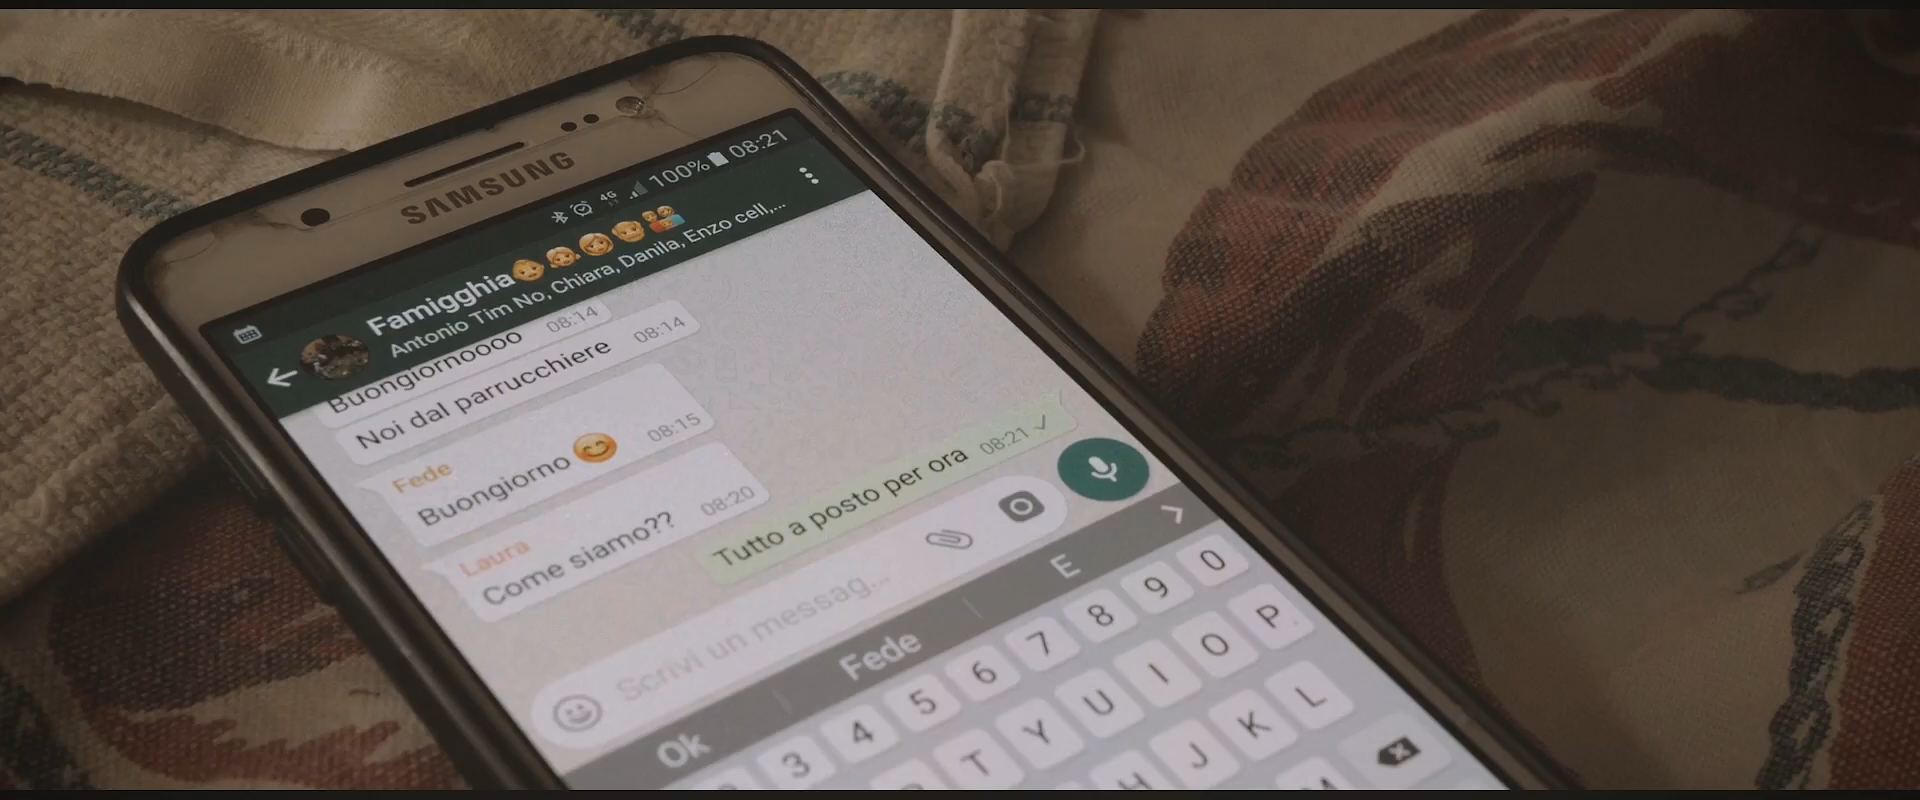 SAMSUNG
4G 100% 08:21
Famigghia
Antonio Tim No, Chiara, Danila, Enzo cell,...
Buongiornoooo 08:14
Noi dal parrucchiere 08:14
Fede
Buongiorno 😊 08:15
Laura
Come siamo?? 08:20
Tutto a posto per ora 08:21
Scrivi un messag...
Ok Fede E
3 4 5 6 7 8 9 0
T Y U I O P
H J K L
M